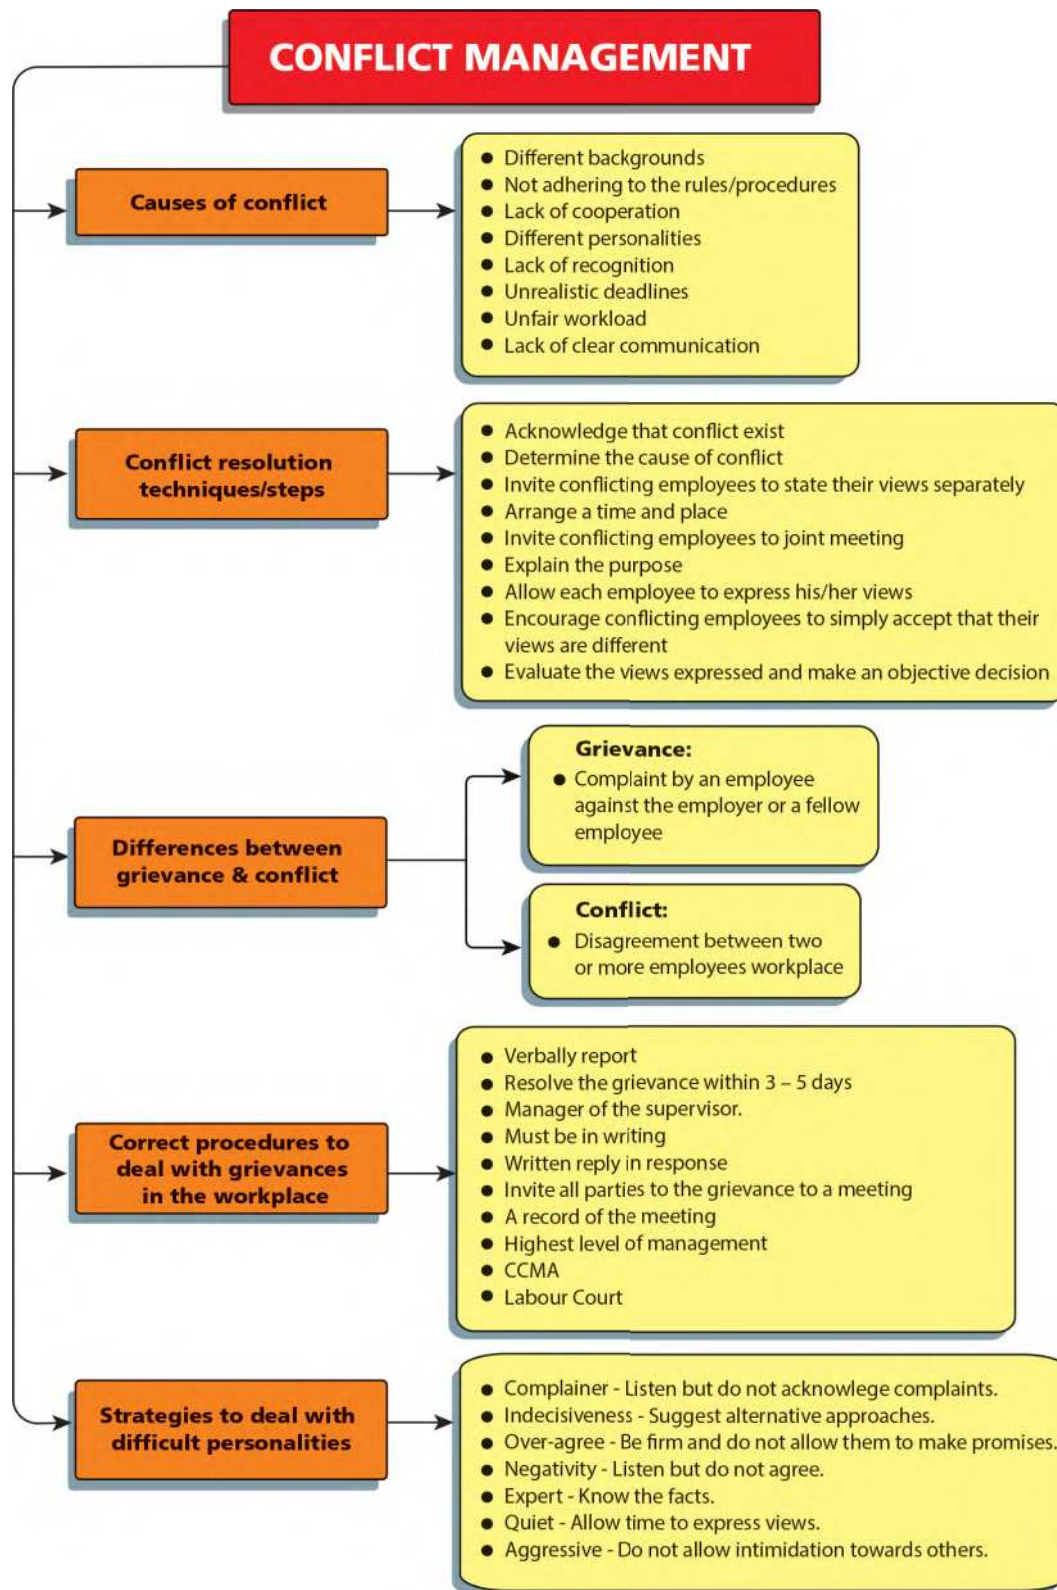 CONFLICT MANAGEMENT
Causes of conflict
● Different backgrounds
● Not adhering to the rules/procedures
● Lack of cooperation
● Different personalities
● Lack of recognition
● Unrealistic deadlines
● Unfair workload
● Lack of clear communication
Conflict resolution
techniques/steps
● Acknowledge that conflict exist
● Determine the cause of conflict
● Invite conflicting employees to state their views separately
● Arrange a time and place
● Invite conflicting employees to joint meeting
● Explain the purpose
● Allow each employee to express his/her views
● Encourage conflicting employees to simply accept that their
views are different
● Evaluate the views expressed and make an objective decision
Differences between
grievance & conflict
Grievance:
● Complaint by an employee
against the employer or a fellow
employee
Conflict:
● Disagreement between two
or more employees workplace
Correct procedures to
deal with grievances
in the workplace
● Verbally report
● Resolve the grievance within 3 – 5 days
● Manager of the supervisor.
● Must be in writing
● Written reply in response
● Invite all parties to the grievance to a meeting
● A record of the meeting
● Highest level of management
● CCMA
● Labour Court
Strategies to deal with
difficult personalities
● Complainer - Listen but do not acknowlege complaints.
● Indecisiveness - Suggest alternative approaches.
● Over-agree - Be firm and do not allow them to make promises.
● Negativity - Listen but do not agree.
● Expert - Know the facts.
● Quiet - Allow time to express views.
● Aggressive - Do not allow intimidation towards others.